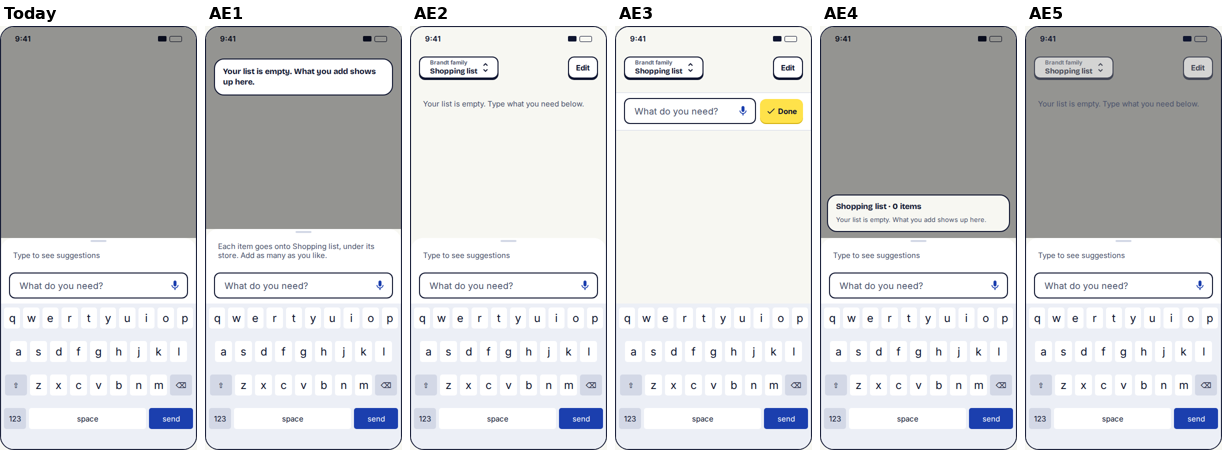 Today
9:41
Type to see suggestions
What do you need?
q w e r t y u i o p
a s d f g h j k l
⇧ z x c v b n m ⌫
123 space send
AE1
9:41
Your list is empty. What you add shows
up here.
Each item goes onto Shopping list, under its
store. Add as many as you like.
What do you need?
q w e r t y u i o p
a s d f g h j k l
⇧ z x c v b n m ⌫
123 space send
AE2
9:41
Brandt family
Shopping list
Edit
Your list is empty. Type what you need below.
Type to see suggestions
What do you need?
q w e r t y u i o p
a s d f g h j k l
⇧ z x c v b n m ⌫
123 space send
AE3
9:41
Brandt family
Shopping list
Edit
What do you need?
✓ Done
q w e r t y u i o p
a s d f g h j k l
⇧ z x c v b n m ⌫
123 space send
AE4
9:41
Shopping list · 0 items
Your list is empty. What you add shows up here.
Type to see suggestions
What do you need?
q w e r t y u i o p
a s d f g h j k l
⇧ z x c v b n m ⌫
123 space send
AE5
9:41
Brandt family
Shopping list
Edit
Your list is empty. Type what you need below.
Type to see suggestions
What do you need?
q w e r t y u i o p
a s d f g h j k l
⇧ z x c v b n m ⌫
123 space send